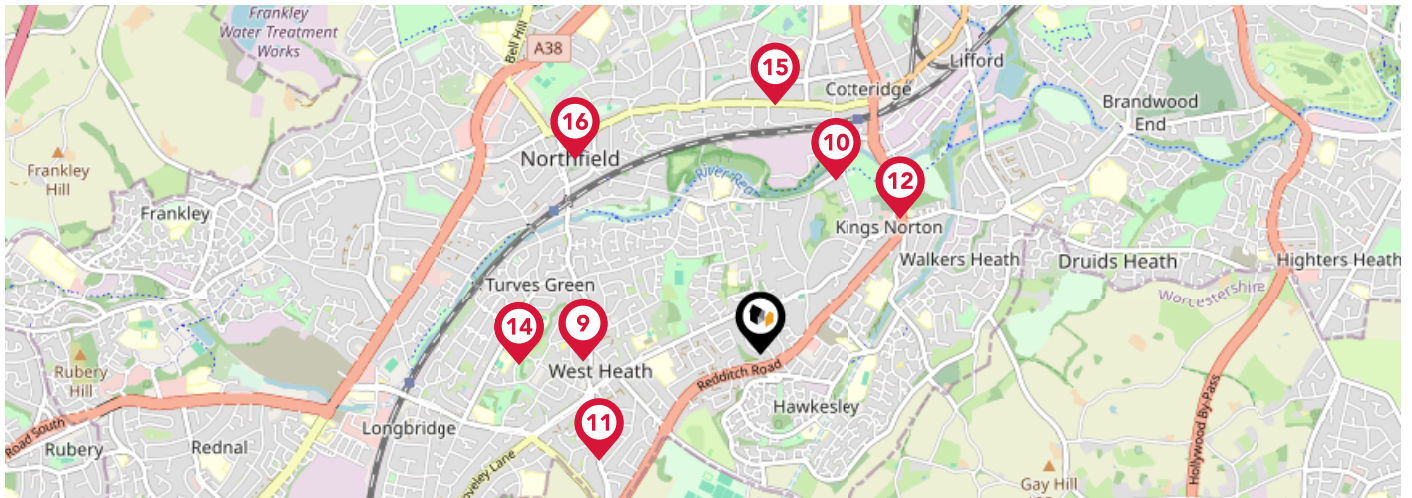 Frankley
Water Treatment
Works
Bell Hill
A38
15
Lifford
Cotteridge
Brandwood
End
16
Northfield
10
Frankley
Hill
River Rea
12
Frankley
Kings Norton
Walkers Heath
Druids Heath
Highters Heath
Turves Green
Worcestershire
14
9
West Heath
Redditch Road
Rubery
Hill
Hawkesley
11
Longbridge
Road South
Rubery
Rednal
Hollywood By-Pass
Gay Hill